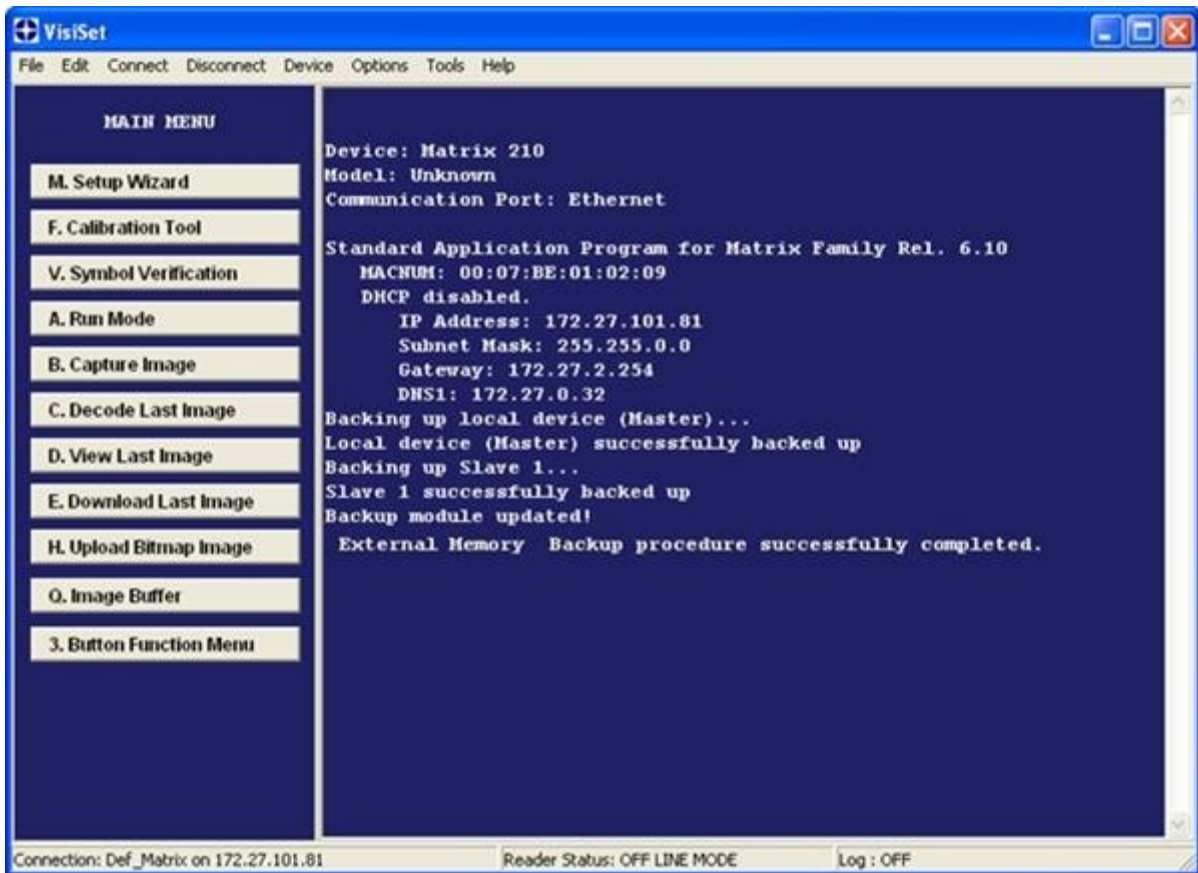 VisiSet
File Edit Connect Disconnect Device Options Tools Help
MAIN MENU
M. Setup Wizard
F. Calibration Tool
V. Symbol Verification
A. Run Mode
B. Capture Image
C. Decode Last Image
D. View Last Image
E. Download Last Image
H. Upload Bitmap Image
Q. Image Buffer
3. Button Function Menu
Device: Matrix 210
Model: Unknown
Communication Port: Ethernet
Standard Application Program for Matrix Family Rel. 6.10
MACNUM: 00:07:BE:01:02:09
DHCP disabled.
IP Address: 172.27.101.81
Subnet Mask: 255.255.0.0
Gateway: 172.27.2.254
DNS1: 172.27.0.32
Backing up local device (Master)...
Local device (Master) successfully backed up
Backing up Slave 1...
Slave 1 successfully backed up
Backup module updated!
External Memory Backup procedure successfully completed.
Connection: Def_Matrix on 172.27.101.81
Reader Status: OFF LINE MODE
Log : OFF